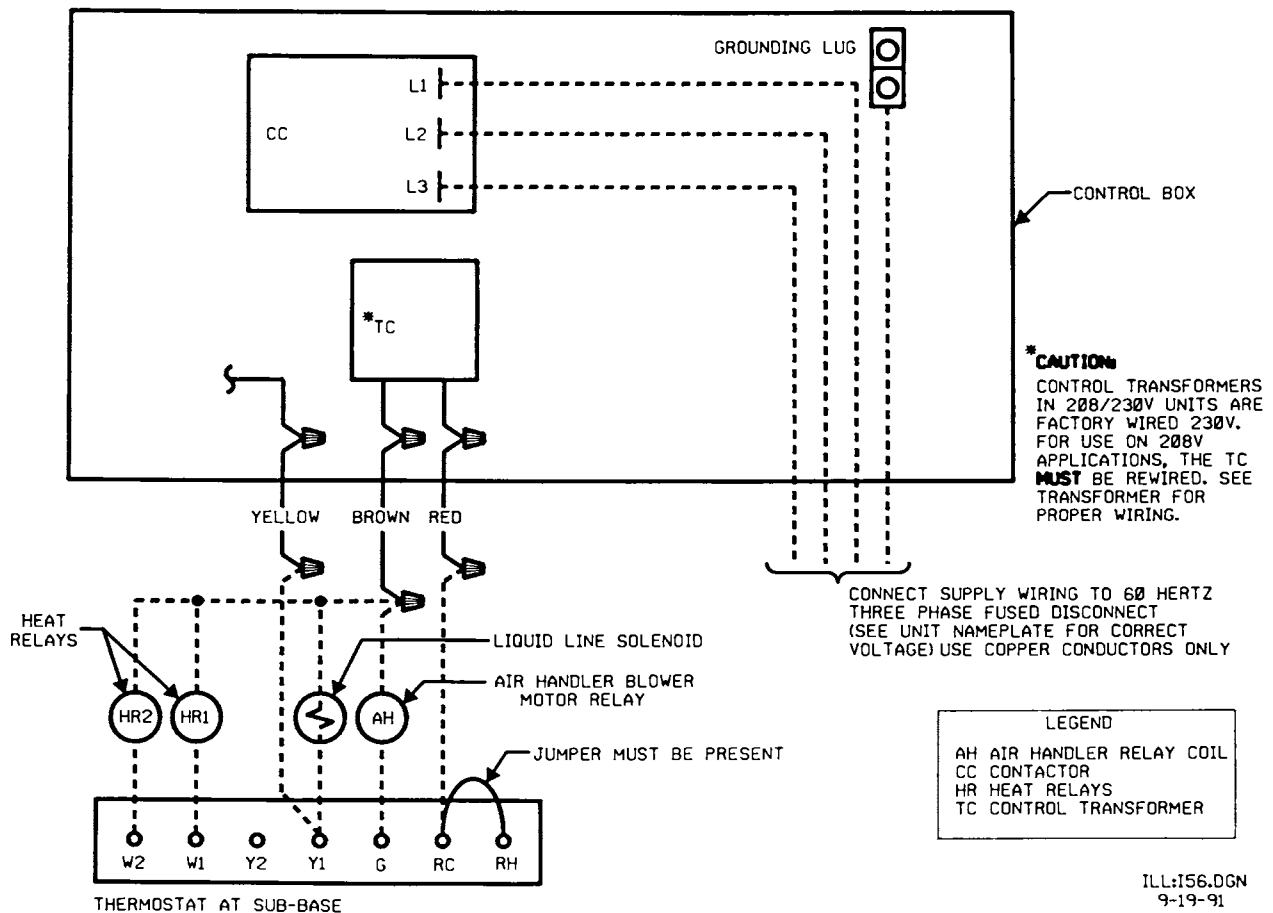 GROUNDING LUG
L1
CC
L2
L3
CONTROL BOX
*TC
*CAUTION:
CONTROL TRANSFORMERS
IN 208/230V UNITS ARE
FACTORY WIRED 230V.
FOR USE ON 208V
APPLICATIONS, THE TC
MUST BE REWIRED. SEE
TRANSFORMER FOR
PROPER WIRING.
YELLOW BROWN RED
CONNECT SUPPLY WIRING TO 60 HERTZ
THREE PHASE FUSED DISCONNECT
(SEE UNIT NAMEPLATE FOR CORRECT
VOLTAGE) USE COPPER CONDUCTORS ONLY
HEAT
RELAYS
LIQUID LINE SOLENOID
AIR HANDLER BLOWER
MOTOR RELAY
HR2 HR1 AH
JUMPER MUST BE PRESENT
LEGEND
AH AIR HANDLER RELAY COIL
CC CONTACTOR
HR HEAT RELAYS
TC CONTROL TRANSFORMER
W2 W1 Y2 Y1 G RC RH
THERMOSTAT AT SUB-BASE
ILL:I56.DGN
9-19-91